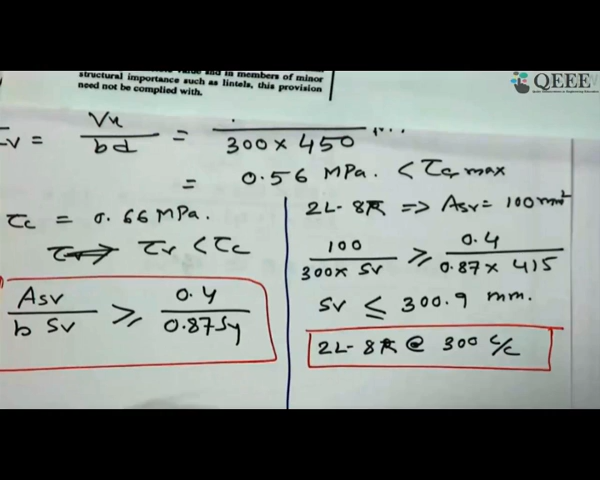 QEEE
structural importance such as lintels, this provision
need not be complied with.
τv = Vu / bd = / 300 × 450
= 0.56 MPa. < τc, max
τc = 0.66 MPa.
τv < τc
Asv / b Sv ≥ 0.4 / 0.87 fy
2L-8 => Asv = 100 mm²
100 / 300 × Sv ≥ 0.4 / 0.87 × 415
Sv ≤ 300.9 mm.
2L-8 @ 300 c/c